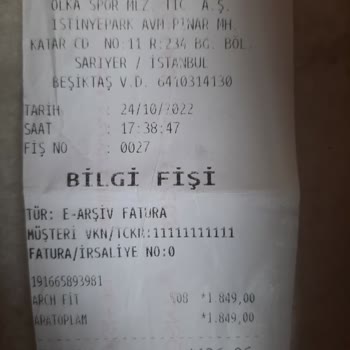 OLKA SPOR MLZ. TİC A.Ş.
İSTİNYEPARK AVM.PINAR MH.
KATAR CD NO:11 R:234 BG. BÖL.
SARIYER / İSTANBUL
BEŞİKTAŞ V.D. 6410314130
TARİH : 24/10/2022
SAAT : 17:38:47
FİŞ NO : 0027
BİLGİ FİŞİ
TÜR: E-ARŞİV FATURA
MÜŞTERİ VKN/TCKN:11111111111
FATURA/İRSALİYE NO:0
191665893981
ARCH FIT %08 *1.849,00
ARATOPLAM *1.849,00